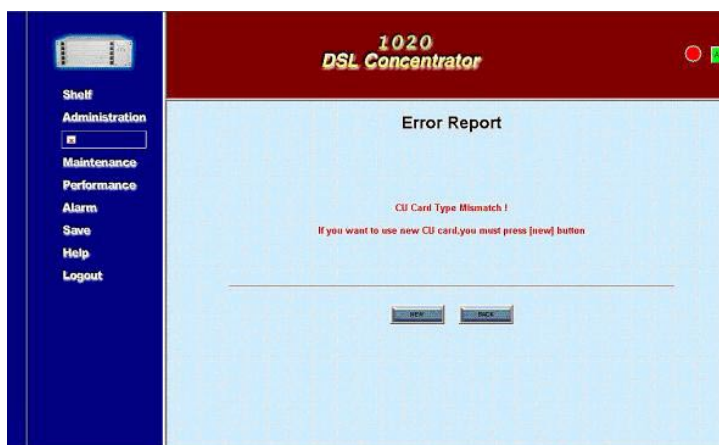 1020
DSL Concentrator
Shelf
Administration
Maintenance
Performance
Alarm
Save
Help
Logout
Error Report
CU Card Type Mismatch !
If you want to use new CU card,you must press [new] button
NEW
BACK